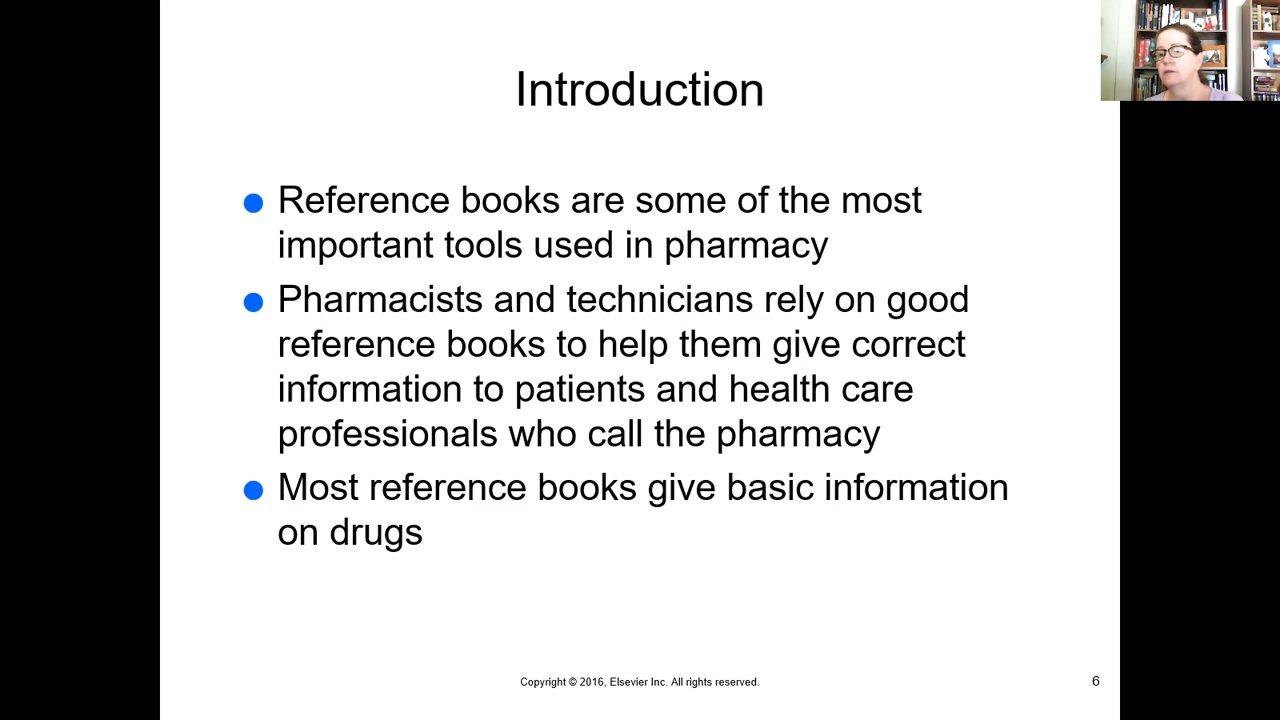 Introduction
Reference books are some of the most
important tools used in pharmacy
Pharmacists and technicians rely on good
reference books to help them give correct
information to patients and health care
professionals who call the pharmacy
Most reference books give basic information
on drugs
Copyright © 2016, Elsevier Inc. All rights reserved.
6